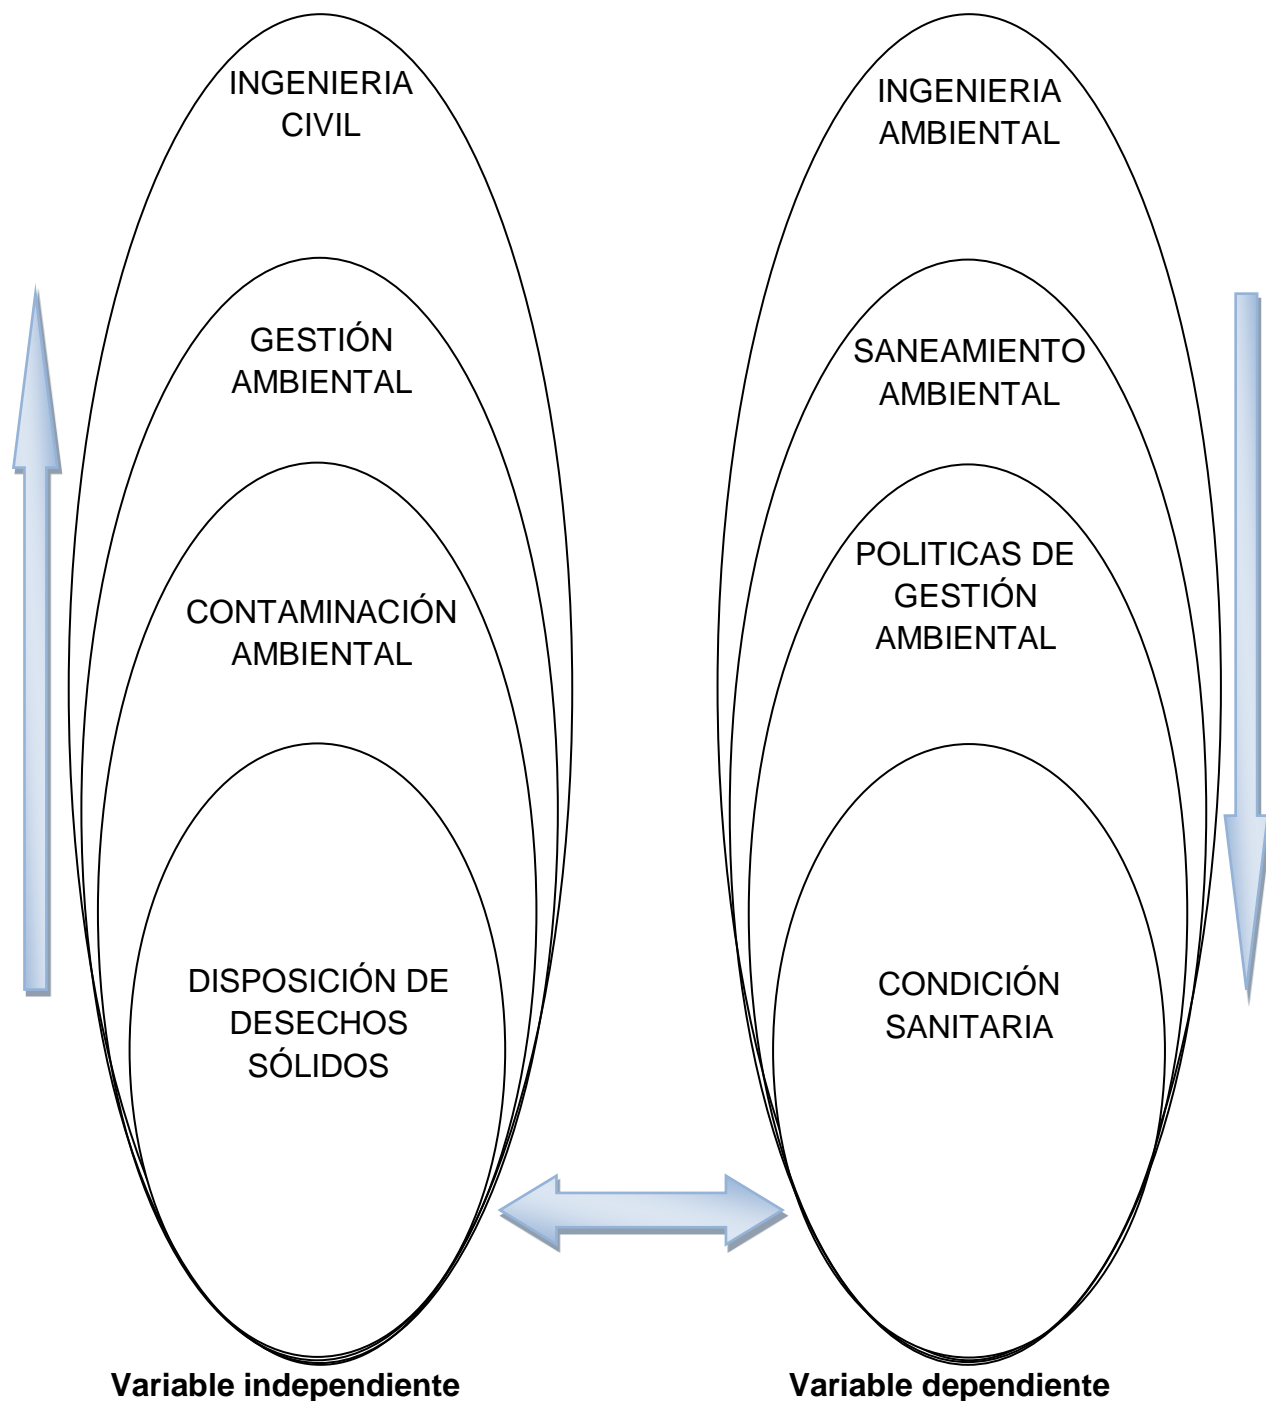 INGENIERIA
CIVIL
GESTIÓN
AMBIENTAL
CONTAMINACIÓN
AMBIENTAL
DISPOSICIÓN DE
DESECHOS
SÓLIDOS
Variable independiente
INGENIERIA
AMBIENTAL
SANEAMIENTO
AMBIENTAL
POLITICAS DE
GESTIÓN
AMBIENTAL
CONDICIÓN
SANITARIA
Variable dependiente